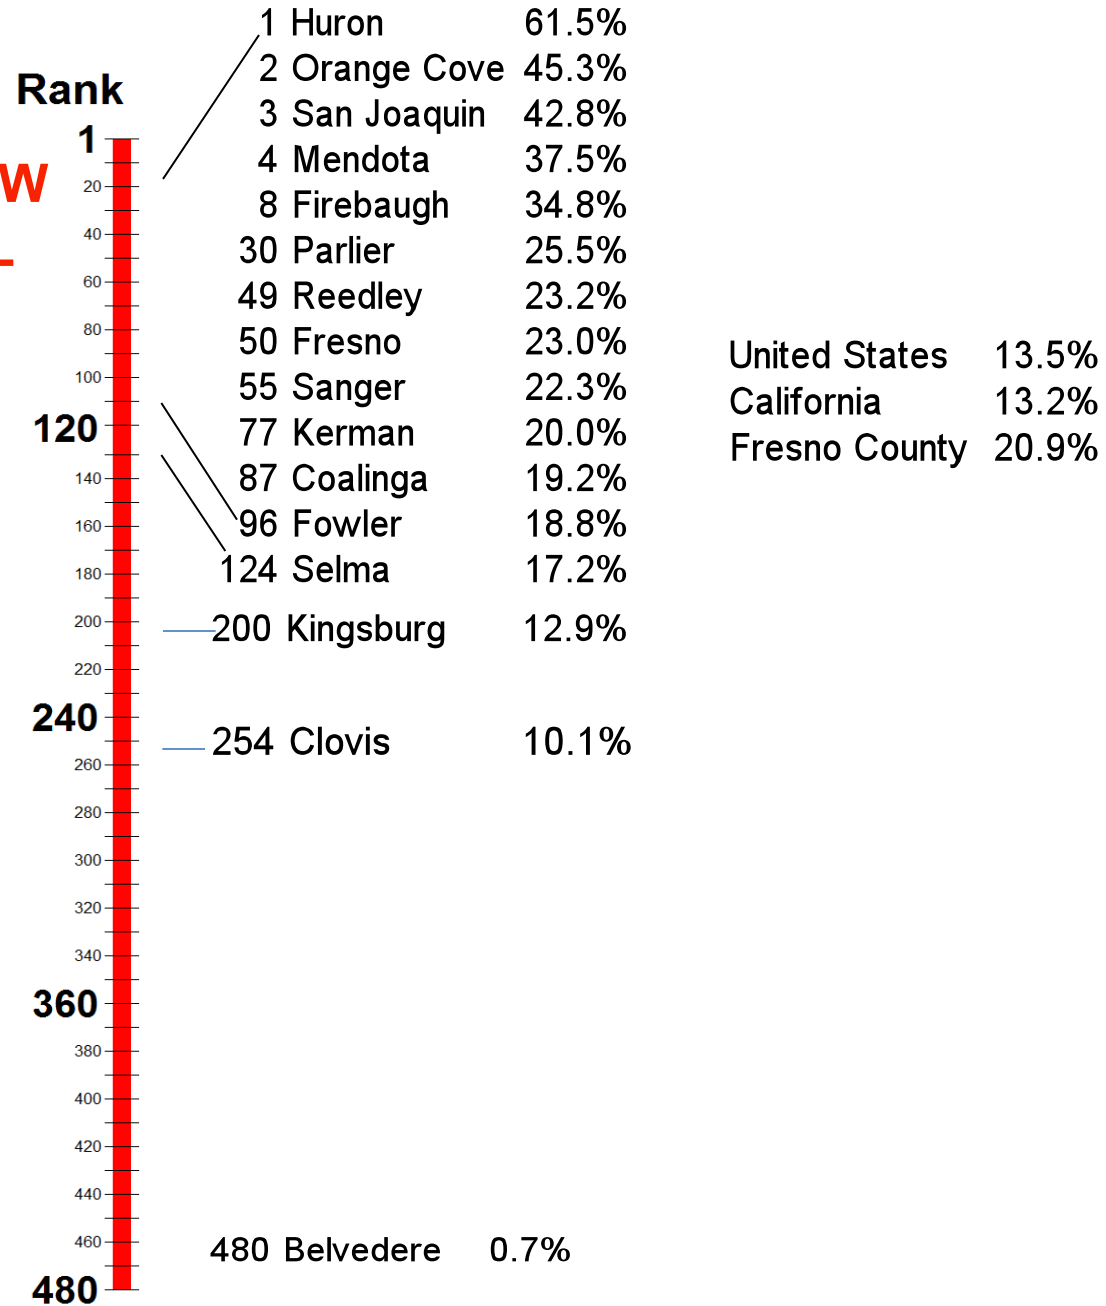 1 Huron 61.5%
2 Orange Cove 45.3%
3 San Joaquin 42.8%
4 Mendota 37.5%
8 Firebaugh 34.8%
30 Parlier 25.5%
49 Reedley 23.2%
50 Fresno 23.0%
55 Sanger 22.3%
77 Kerman 20.0%
87 Coalinga 19.2%
96 Fowler 18.8%
124 Selma 17.2%
200 Kingsburg 12.9%
254 Clovis 10.1%
480 Belvedere 0.7%
Rank
1
W
20
40
60
80
100
120
140
160
180
200
220
240
260
280
300
320
340
360
380
400
420
440
460
480
United States 13.5%
California 13.2%
Fresno County 20.9%